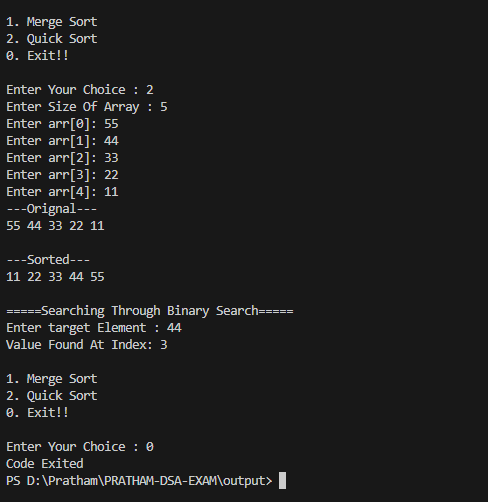 1. Merge Sort
2. Quick Sort
0. Exit!!
Enter Your Choice : 2
Enter Size Of Array : 5
Enter arr[0]: 55
Enter arr[1]: 44
Enter arr[2]: 33
Enter arr[3]: 22
Enter arr[4]: 11
---Orignal---
55 44 33 22 11
---Sorted---
11 22 33 44 55
=====Searching Through Binary Search=====
Enter target Element : 44
Value Found At Index: 3
1. Merge Sort
2. Quick Sort
0. Exit!!
Enter Your Choice : 0
Code Exited
PS D:\Pratham\PRATHAM-DSA-EXAM\output>